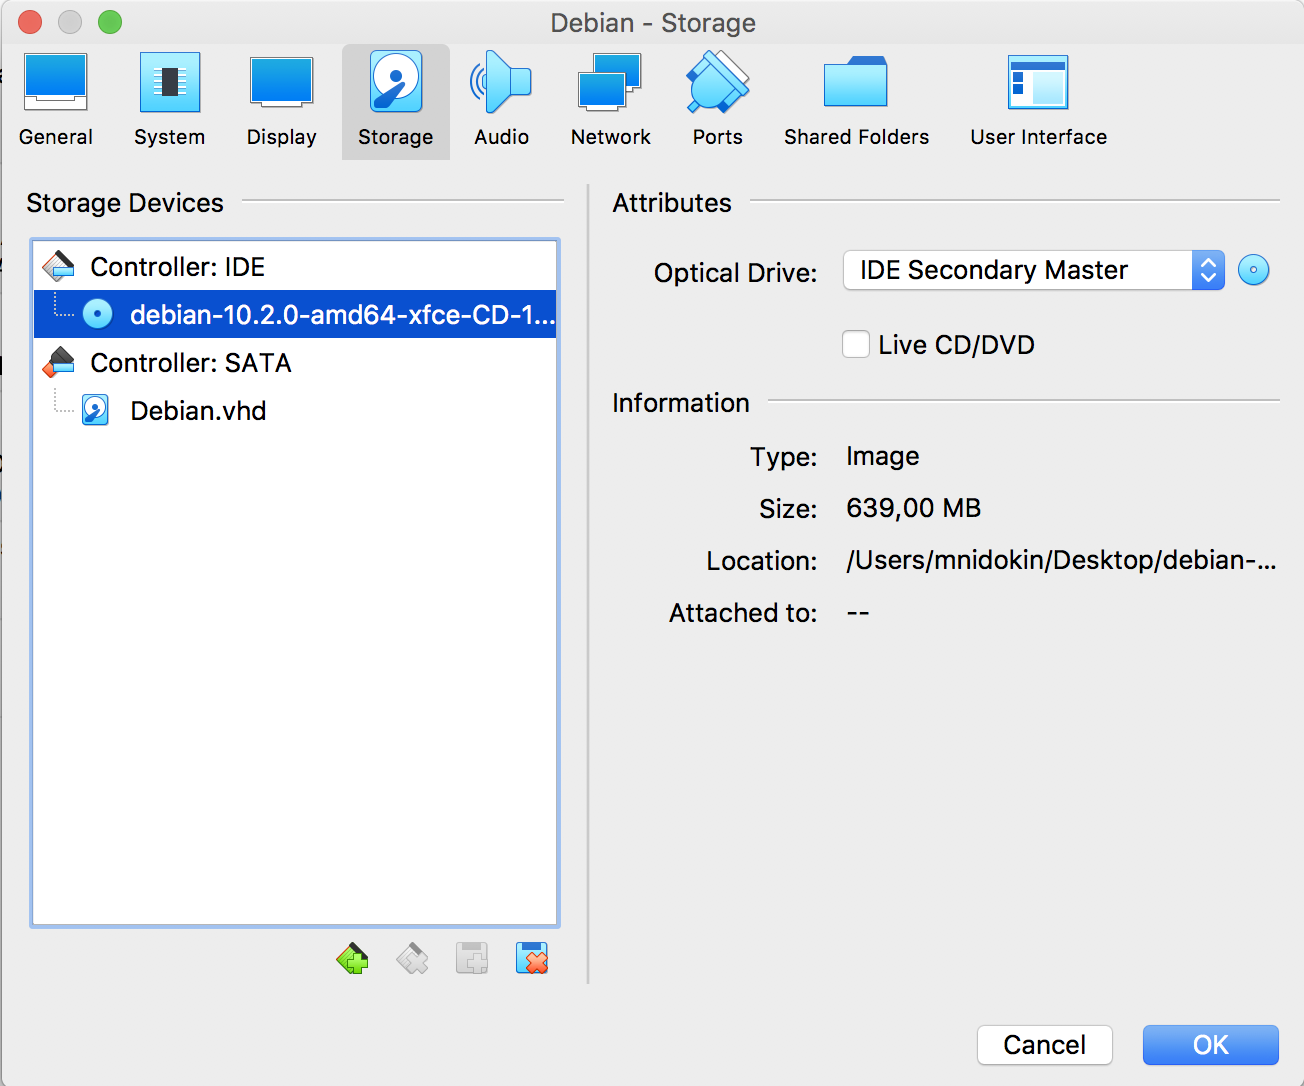 Debian - Storage
General
System
Display
Storage
Audio
Network
Ports
Shared Folders
User Interface
Storage Devices
Controller: IDE
debian-10.2.0-amd64-xfce-CD-1...
Controller: SATA
Debian.vhd
Attributes
Optical Drive: IDE Secondary Master
Live CD/DVD
Information
Type: Image
Size: 639,00 MB
Location: /Users/mnidokin/Desktop/debian-...
Attached to: --
Cancel
OK